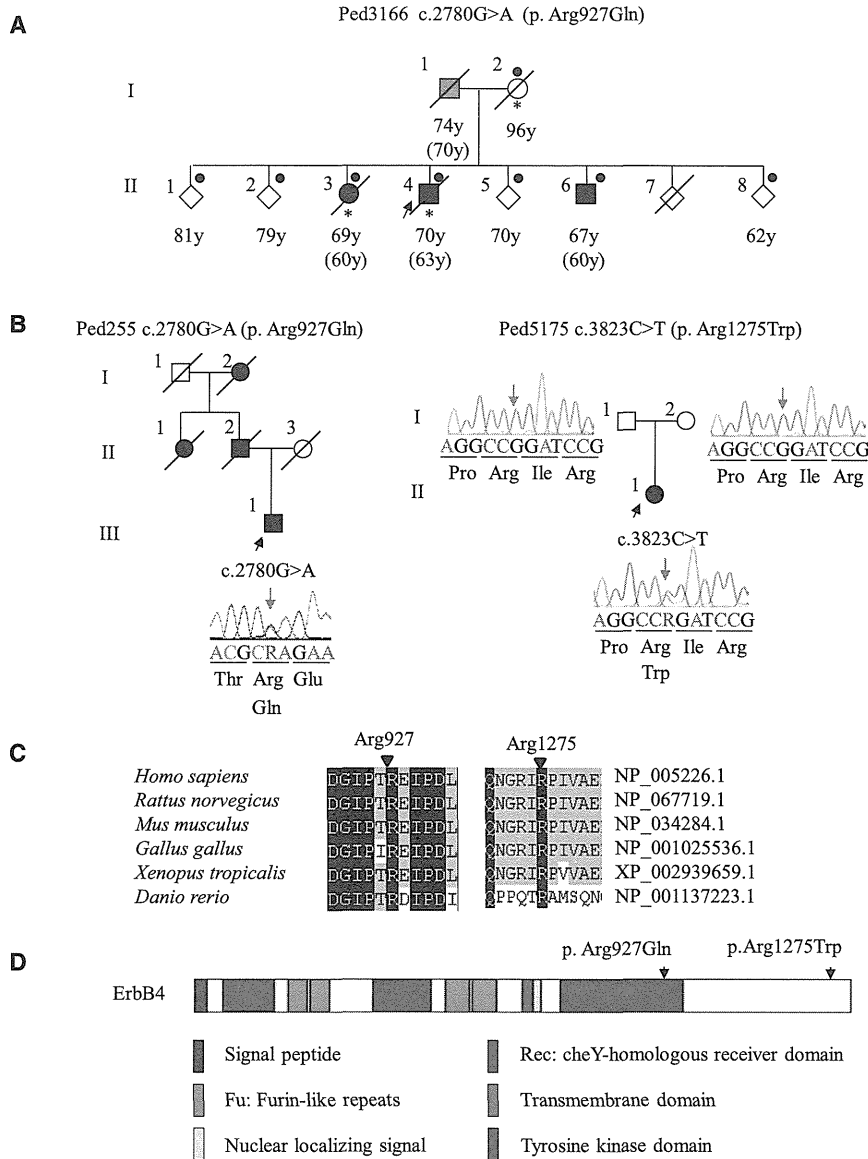 A
Ped3166 c.2780G>A (p. Arg927Gln)
I
1
2
*
74y
(70y)
96y
II
1
2
3
4
5
6
7
8
*
*
81y
79y
69y
(60y)
70y
(63y)
70y
67y
(60y)
62y
B
Ped255 c.2780G>A (p. Arg927Gln)
I
1
2
II
1
2
3
III
1
c.2780G>A
ACGCRAGAA
Thr Arg Glu
Gln
Ped5175 c.3823C>T (p. Arg1275Trp)
I
1
2
AGGCCGGATCCG
Pro Arg Ile Arg
AGGCCGGATCCG
Pro Arg Ile Arg
II
1
c.3823C>T
AGGCCRGATCCG
Pro Arg Ile Arg
Trp
C
Arg927
Arg1275
Homo sapiens DGIPTREIPDL QNGRIRPIVAE NP_005226.1
Rattus norvegicus DGIPTREIPDL QNGRIRPIVAE NP_067719.1
Mus musculus DGIPTREIPDL QNGRIRPIVAE NP_034284.1
Gallus gallus DGIPIREIPDL QNGRIRPIVAE NP_001025536.1
Xenopus tropicalis DGIPTREIPDL QNGRIRPVVAE XP_002939659.1
Danio rerio DGIPTRDIPDI QPPQTRAMSQN NP_001137223.1
D
p. Arg927Gln
p.Arg1275Trp
ErbB4
Signal peptide
Rec: cheY-homologous receiver domain
Fu: Furin-like repeats
Transmembrane domain
Nuclear localizing signal
Tyrosine kinase domain